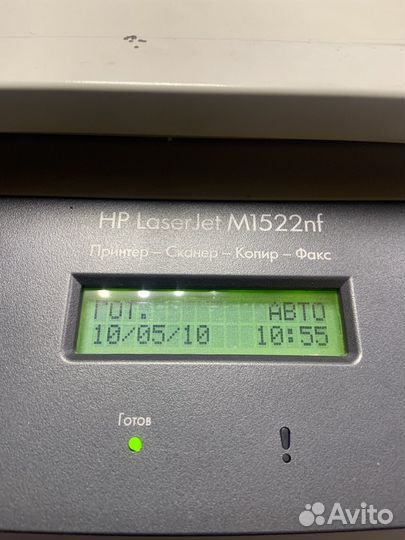 HP LaserJet M1522nf
Принтер – Сканер – Копир – Факс
ГОТ. АВТО
10/05/10 10:55
Готов
!
Avito